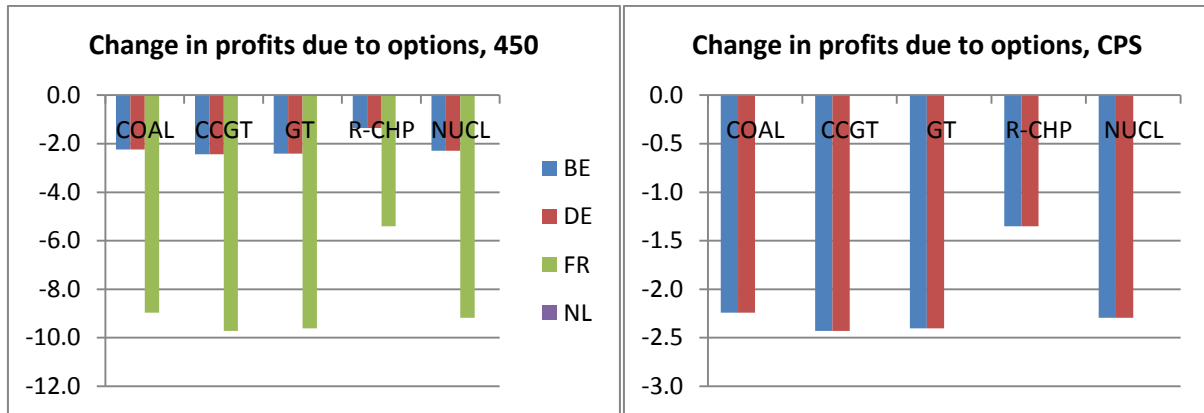 Change in profits due to options, 450
0.0
-2.0
-4.0
-6.0
-8.0
-10.0
-12.0
COAL CCGT GT R-CHP NUCL
BE
DE
FR
NL
Change in profits due to options, CPS
0.0
-0.5
-1.0
-1.5
-2.0
-2.5
-3.0
COAL CCGT GT R-CHP NUCL